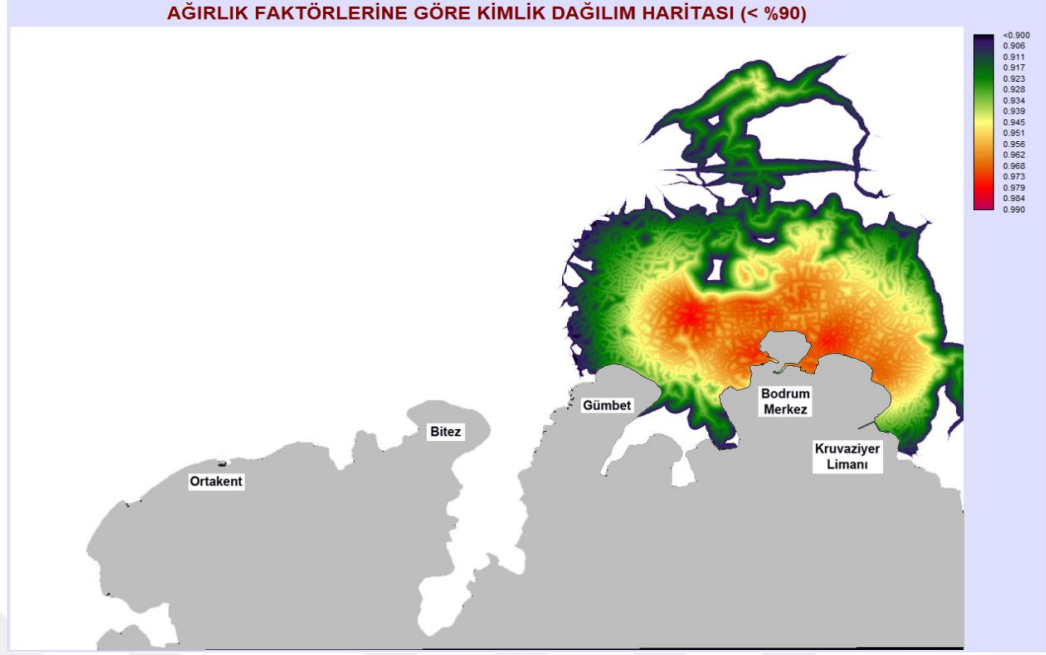 AĞIRLIK FAKTÖRLERİNE GÖRE KİMLİK DAĞILIM HARİTASI (< %90)
<0.900
0.906
0.911
0.917
0.923
0.928
0.934
0.939
0.945
0.951
0.956
0.962
0.968
0.973
0.979
0.984
0.990
Gümbet
Bodrum
Merkez
Bitez
Kruvaziyer
Limanı
Ortakent